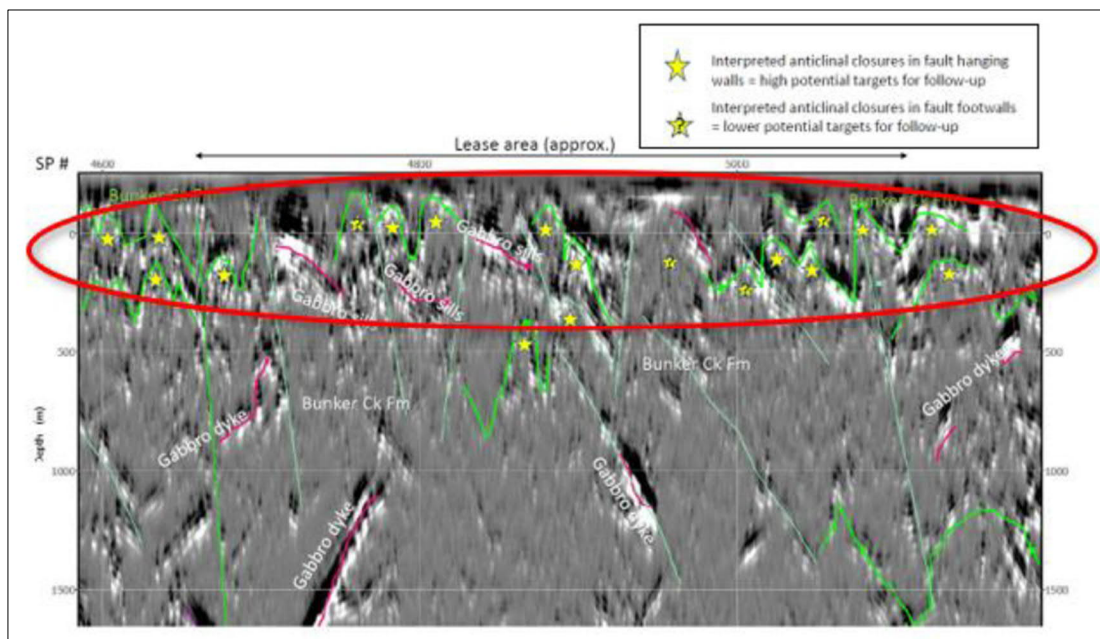 Interpreted anticlinal closures in fault hanging
walls = high potential targets for follow-up
Interpreted anticlinal closures in fault footwalls
= lower potential targets for follow-up
Lease area (approx.)
SP #
4600 4800 5000
Bunker Ck Fm
0 0
Gabbro sills
Gabbro sills
Gabbro sills
500 500
Bunker Ck Fm
Bunker Ck Fm
Gabbro dyke
Gabbro dyke
Depth (m)
1000 1000
Gabbro dyke
Gabbro dyke
1500 1500